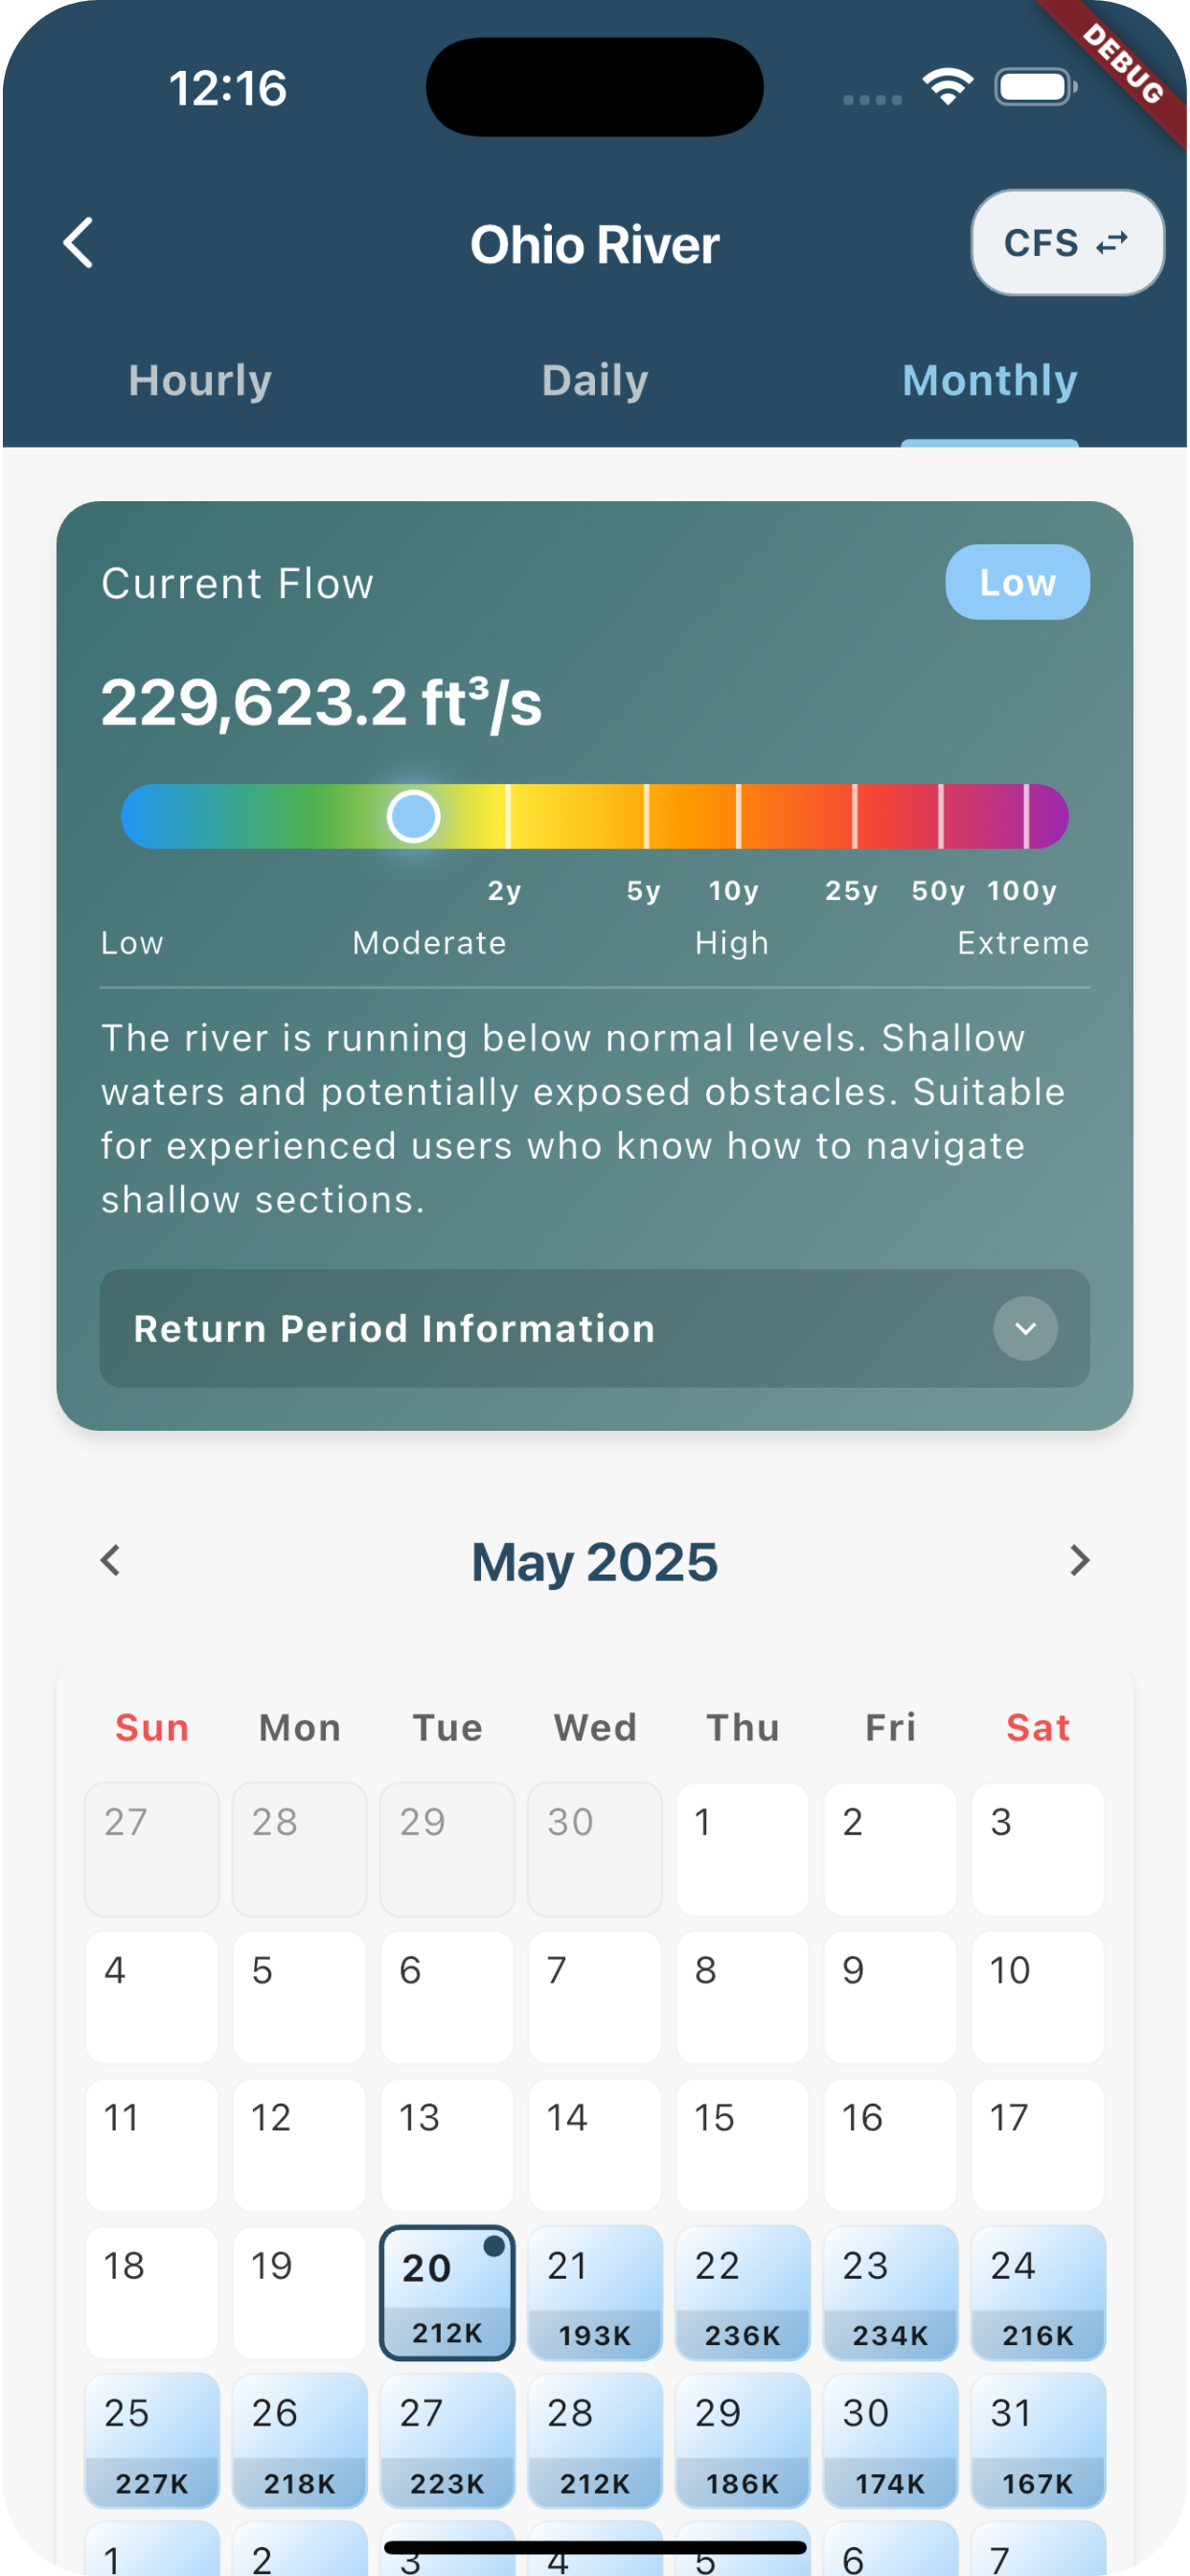 12:16
DEBUG
Ohio River
CFS
Hourly Daily Monthly
Current Flow
Low
229,623.2 ft³/s
2y 5y 10y 25y 50y 100y
Low Moderate High Extreme
The river is running below normal levels. Shallow
waters and potentially exposed obstacles. Suitable
for experienced users who know how to navigate
shallow sections.
Return Period Information
May 2025
Sun Mon Tue Wed Thu Fri Sat
27 28 29 30 1 2 3
4 5 6 7 8 9 10
11 12 13 14 15 16 17
18 19 20 21 22 23 24
212K 193K 236K 234K 216K
25 26 27 28 29 30 31
227K 218K 223K 212K 186K 174K 167K
1 2 3 4 5 6 7